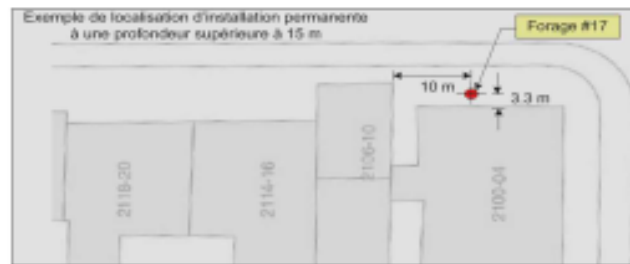 Exemple de localisation d'installation permanente
à une profondeur supérieure à 15 m
Forage #17
10 m
3.3 m
2118-20
2114-16
2106-10
2100-04